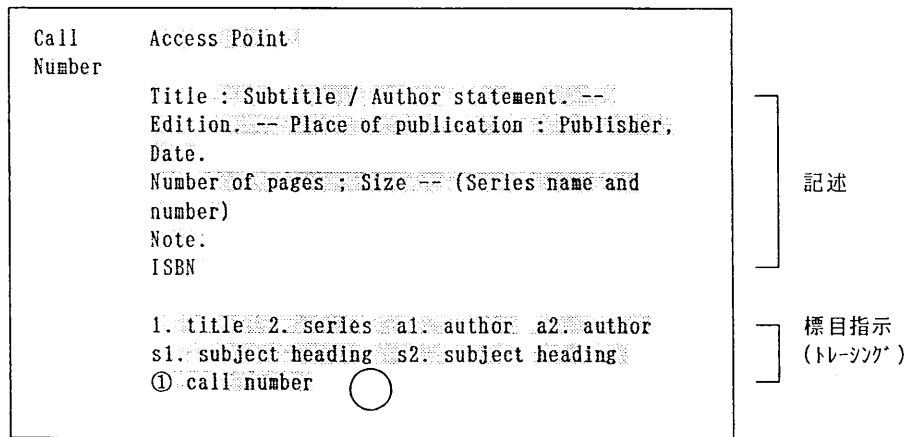 Call Access Point
Number
Title : Subtitle / Author statement. --
Edition. -- Place of publication : Publisher,
Date.
Number of pages ; Size -- (Series name and
number)
Note.
ISBN
記述
1. title 2. series a1. author a2. author
s1. subject heading s2. subject heading
① call number
標目指示
(ﾄﾚｰｼﾝｸﾞ)